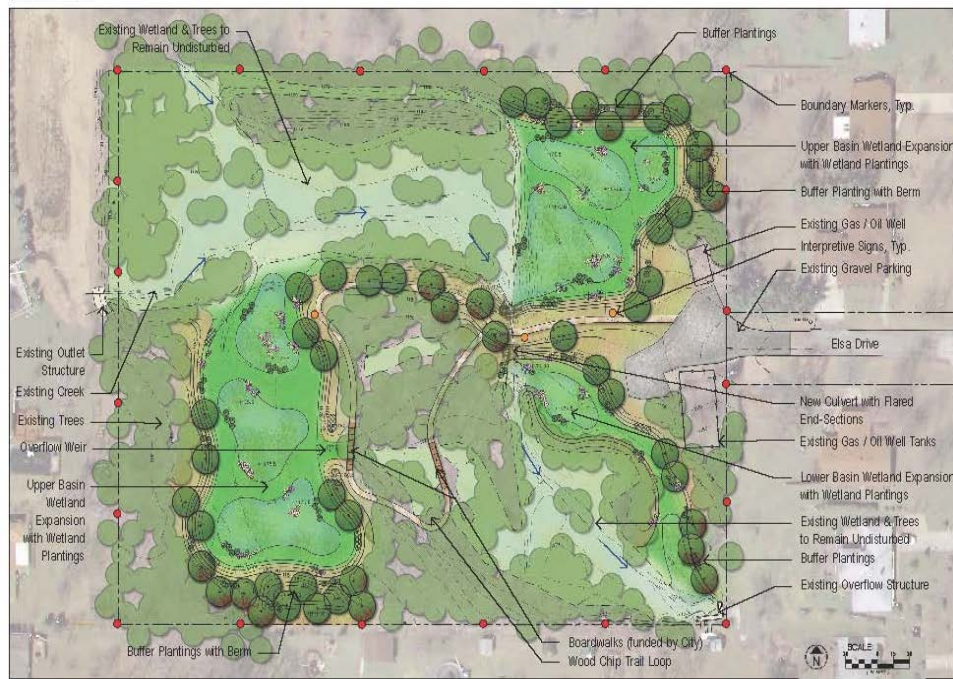 Existing Wetland & Trees to
Remain Undisturbed
Buffer Plantings
Boundary Markers, Typ.
Upper Basin Wetland Expansion
with Wetland Plantings
Buffer Planting with Berm
Existing Gas / Oil Well
Interpretive Signs, Typ.
Existing Gravel Parking
Elsa Drive
Existing Outlet
Structure
Existing Creek
Existing Trees
Overflow Weir
Upper Basin
Wetland
Expansion
with Wetland
Plantings
New Culvert with Flared
End-Sections
Existing Gas / Oil Well Tanks
Lower Basin Wetland Expansion
with Wetland Plantings
Existing Wetland & Trees
to Remain Undisturbed
Buffer Plantings
Existing Overflow Structure
Buffer Plantings with Berm
Boardwalks (funded by City)
Wood Chip Trail Loop
N
SCALE